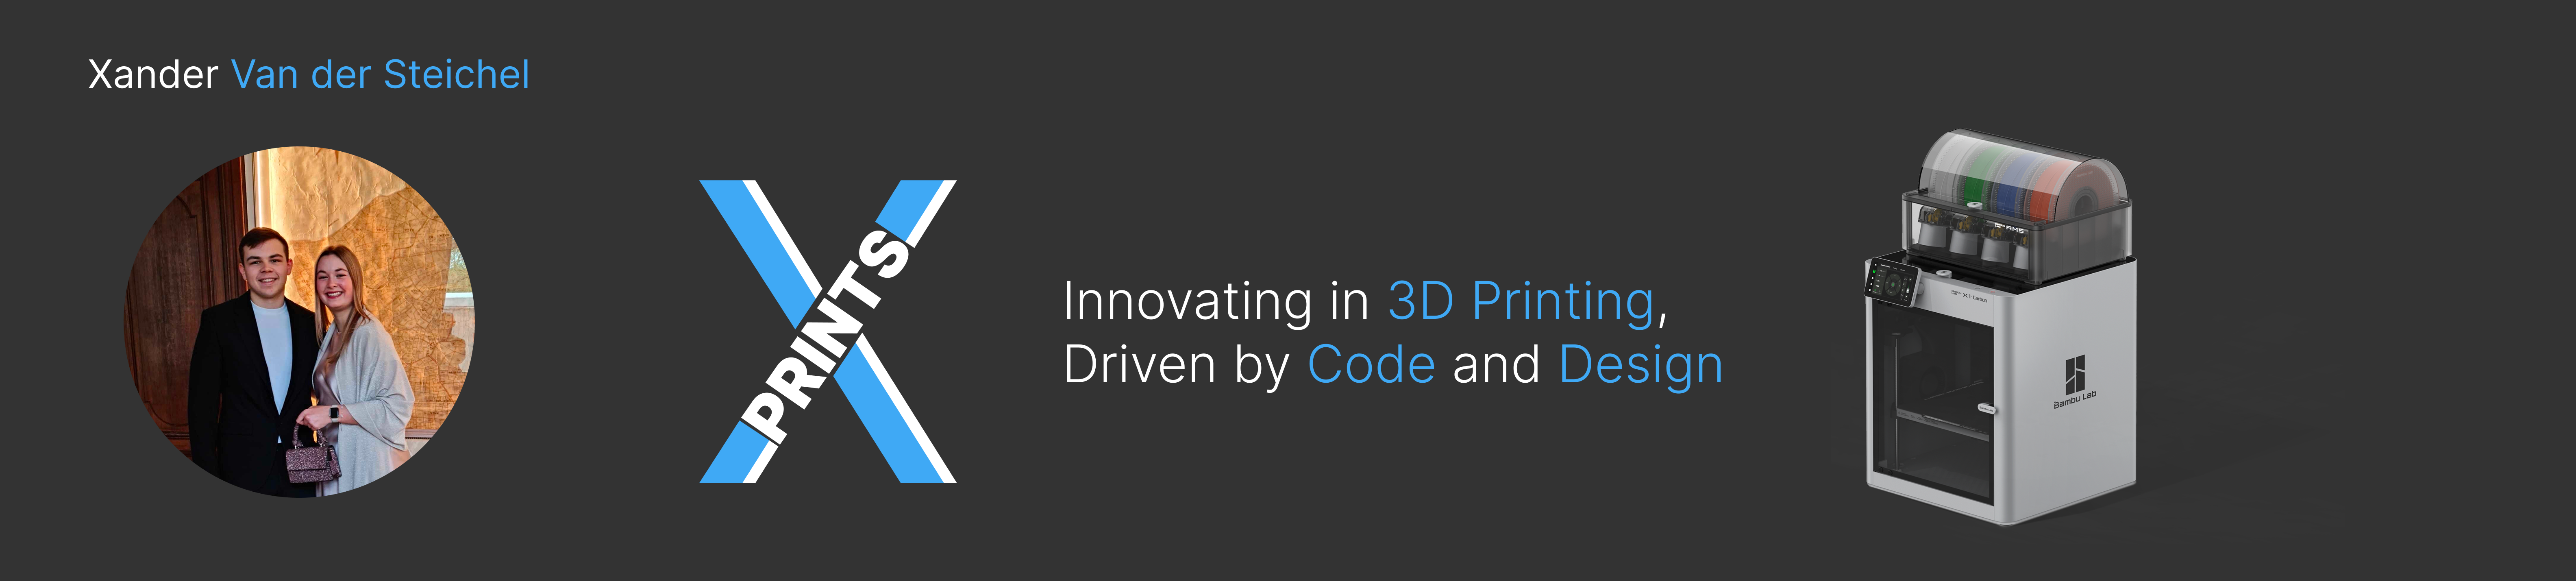 Xander Van der Steichel
X
PRINTS
Innovating in 3D Printing,
Driven by Code and Design
AMS
X1-Carbon
Bambu Lab